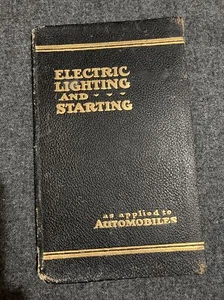 ELECTRIC
LIGHTING
AND - - -
STARTING
as applied to
AUTOMOBILES